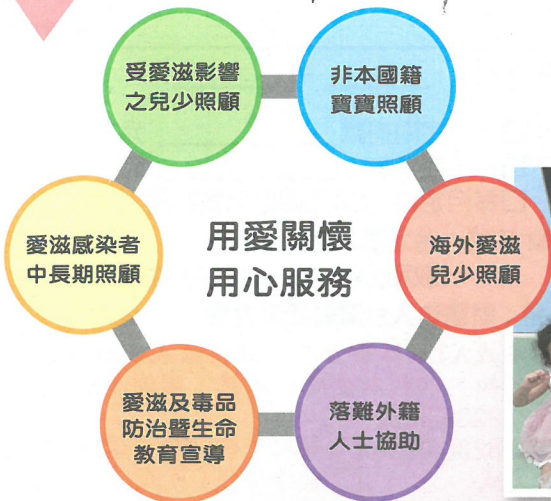 受愛滋影響
之兒少照顧
非本國籍
寶寶照顧
愛滋感染者
中長期照顧
用愛關懷
用心服務
海外愛滋
兒少照顧
愛滋及毒品
防治暨生命
教育宣導
落難外籍
人士協助